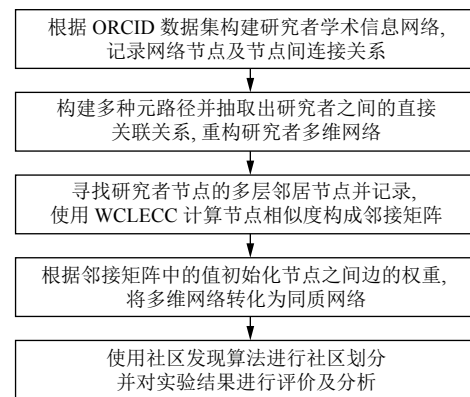 根据 ORCID 数据集构建研究者学术信息网络,
记录网络节点及节点间连接关系
构建多种元路径并抽取出研究者之间的直接
关联关系, 重构研究者多维网络
寻找研究者节点的多层邻居节点并记录,
使用 WCLECC 计算节点相似度构成邻接矩阵
根据邻接矩阵中的值初始化节点之间边的权重,
将多维网络转化为同质网络
使用社区发现算法进行社区划分
并对实验结果进行评价及分析